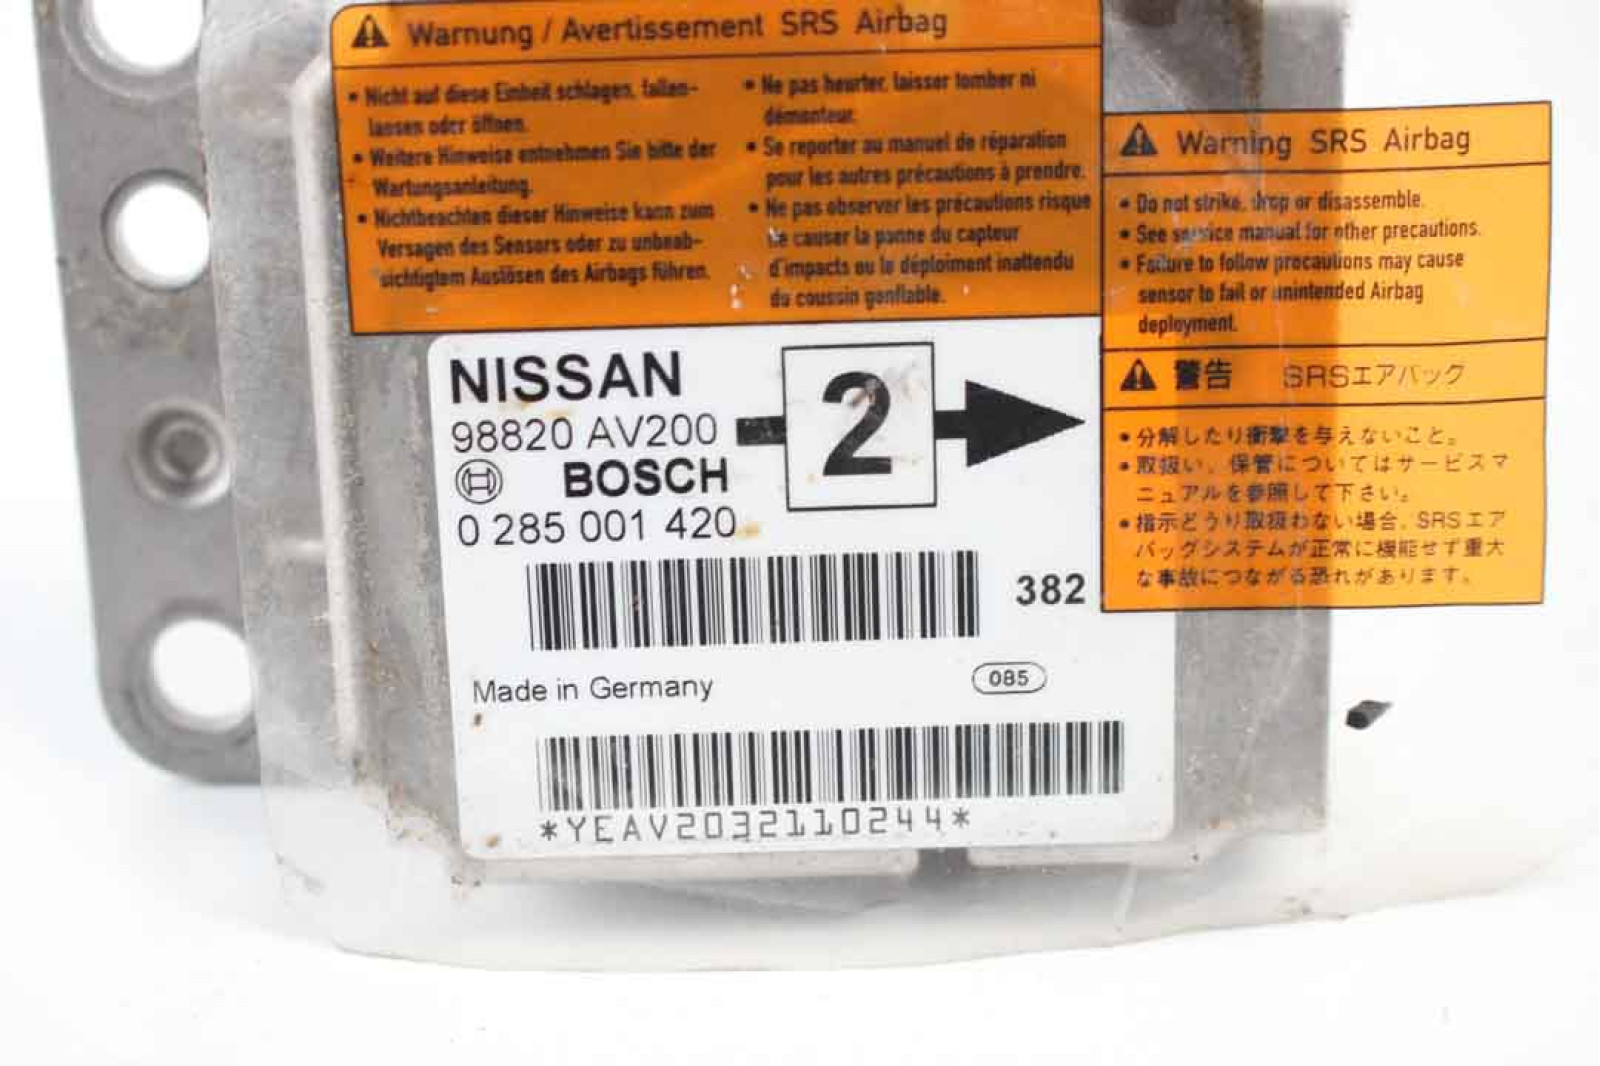 Warnung / Avertissement SRS Airbag
• Nicht auf diese Einheit schlagen, fallen-
lassen oder öffnen.
• Weitere Hinweise entnehmen Sie bitte der
Wartungsanleitung.
• Nichtbeachten dieser Hinweise kann zum
Versagen des Sensors oder zu unbeab-
sichtigtem Auslösen des Airbags führen.
• Ne pas heurter, laisser tomber ni
démonteur.
• Se reporter au manuel de réparation
pour les autres précautions à prendre.
• Ne pas observer les précautions risque
de causer la panne du capteur
d'impacts ou le déploiment inattendu
du coussin gonflable.
Warning SRS Airbag
• Do not strike, drop or disassemble.
• See service manual for other precautions.
• Failure to follow precautions may cause
sensor to fail or unintended Airbag
deployment.
警告 SRSエアバッグ
• 分解したり衝撃を与えないこと。
• 取扱い、保管についてはサービスマ
ニュアルを参照して下さい。
• 指示どうり取扱わない場合、SRSエア
バッグシステムが正常に機能せず重大
な事故につながる恐れがあります。
NISSAN
98820 AV200
2
BOSCH
0 285 001 420
382
Made in Germany
085
*YEAV2032110244*